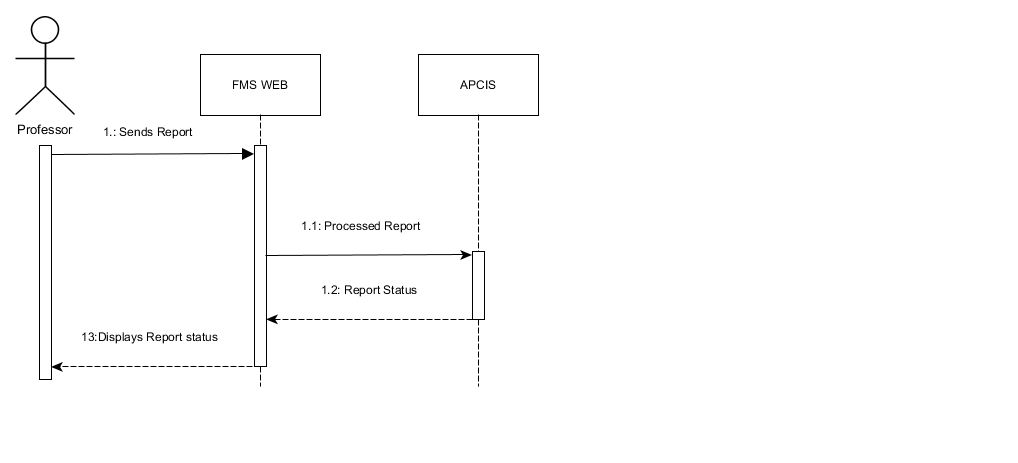 FMS WEB
APCIS
Professor
1.: Sends Report
1.1: Processed Report
1.2: Report Status
13:Displays Report status